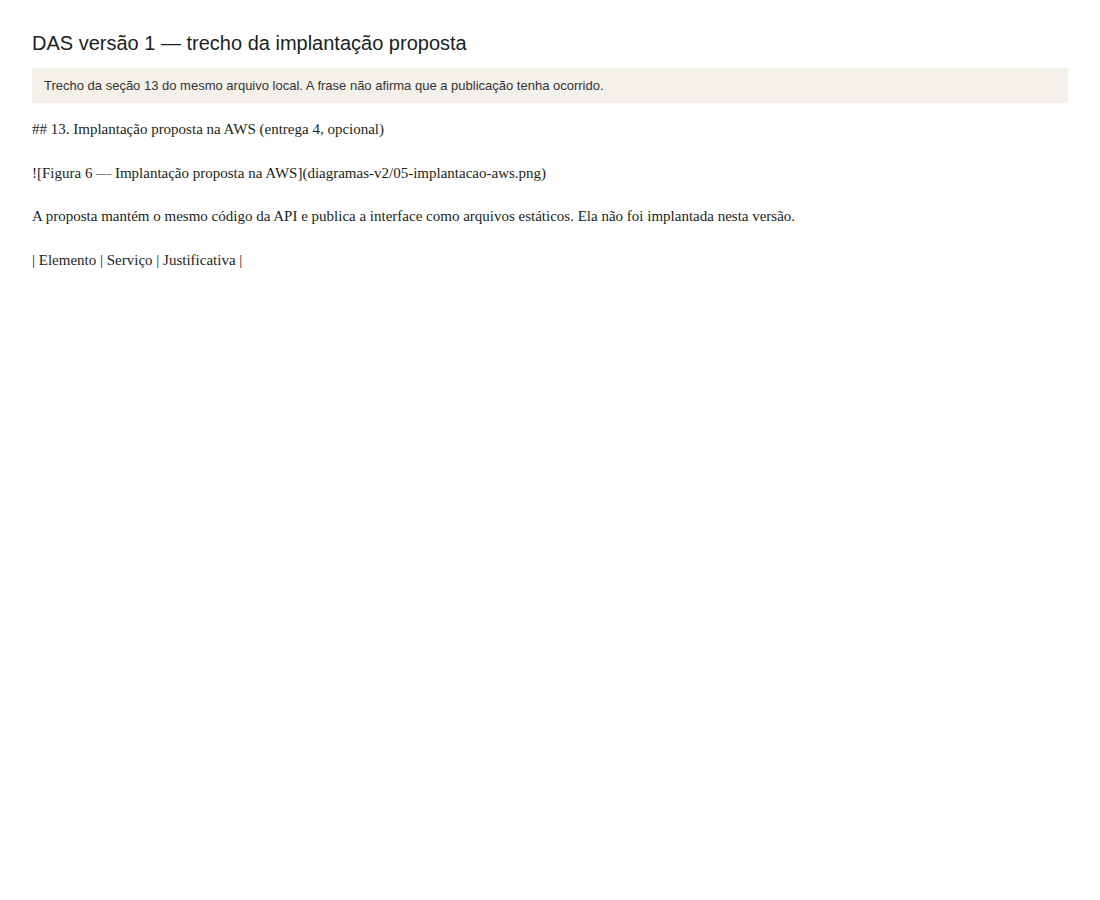 DAS versão 1 — trecho da implantação proposta
Trecho da seção 13 do mesmo arquivo local. A frase não afirma que a publicação tenha ocorrido.
## 13. Implantação proposta na AWS (entrega 4, opcional)
![Figura 6 — Implantação proposta na AWS](diagramas-v2/05-implantacao-aws.png)
A proposta mantém o mesmo código da API e publica a interface como arquivos estáticos. Ela não foi implantada nesta versão.
| Elemento | Serviço | Justificativa |